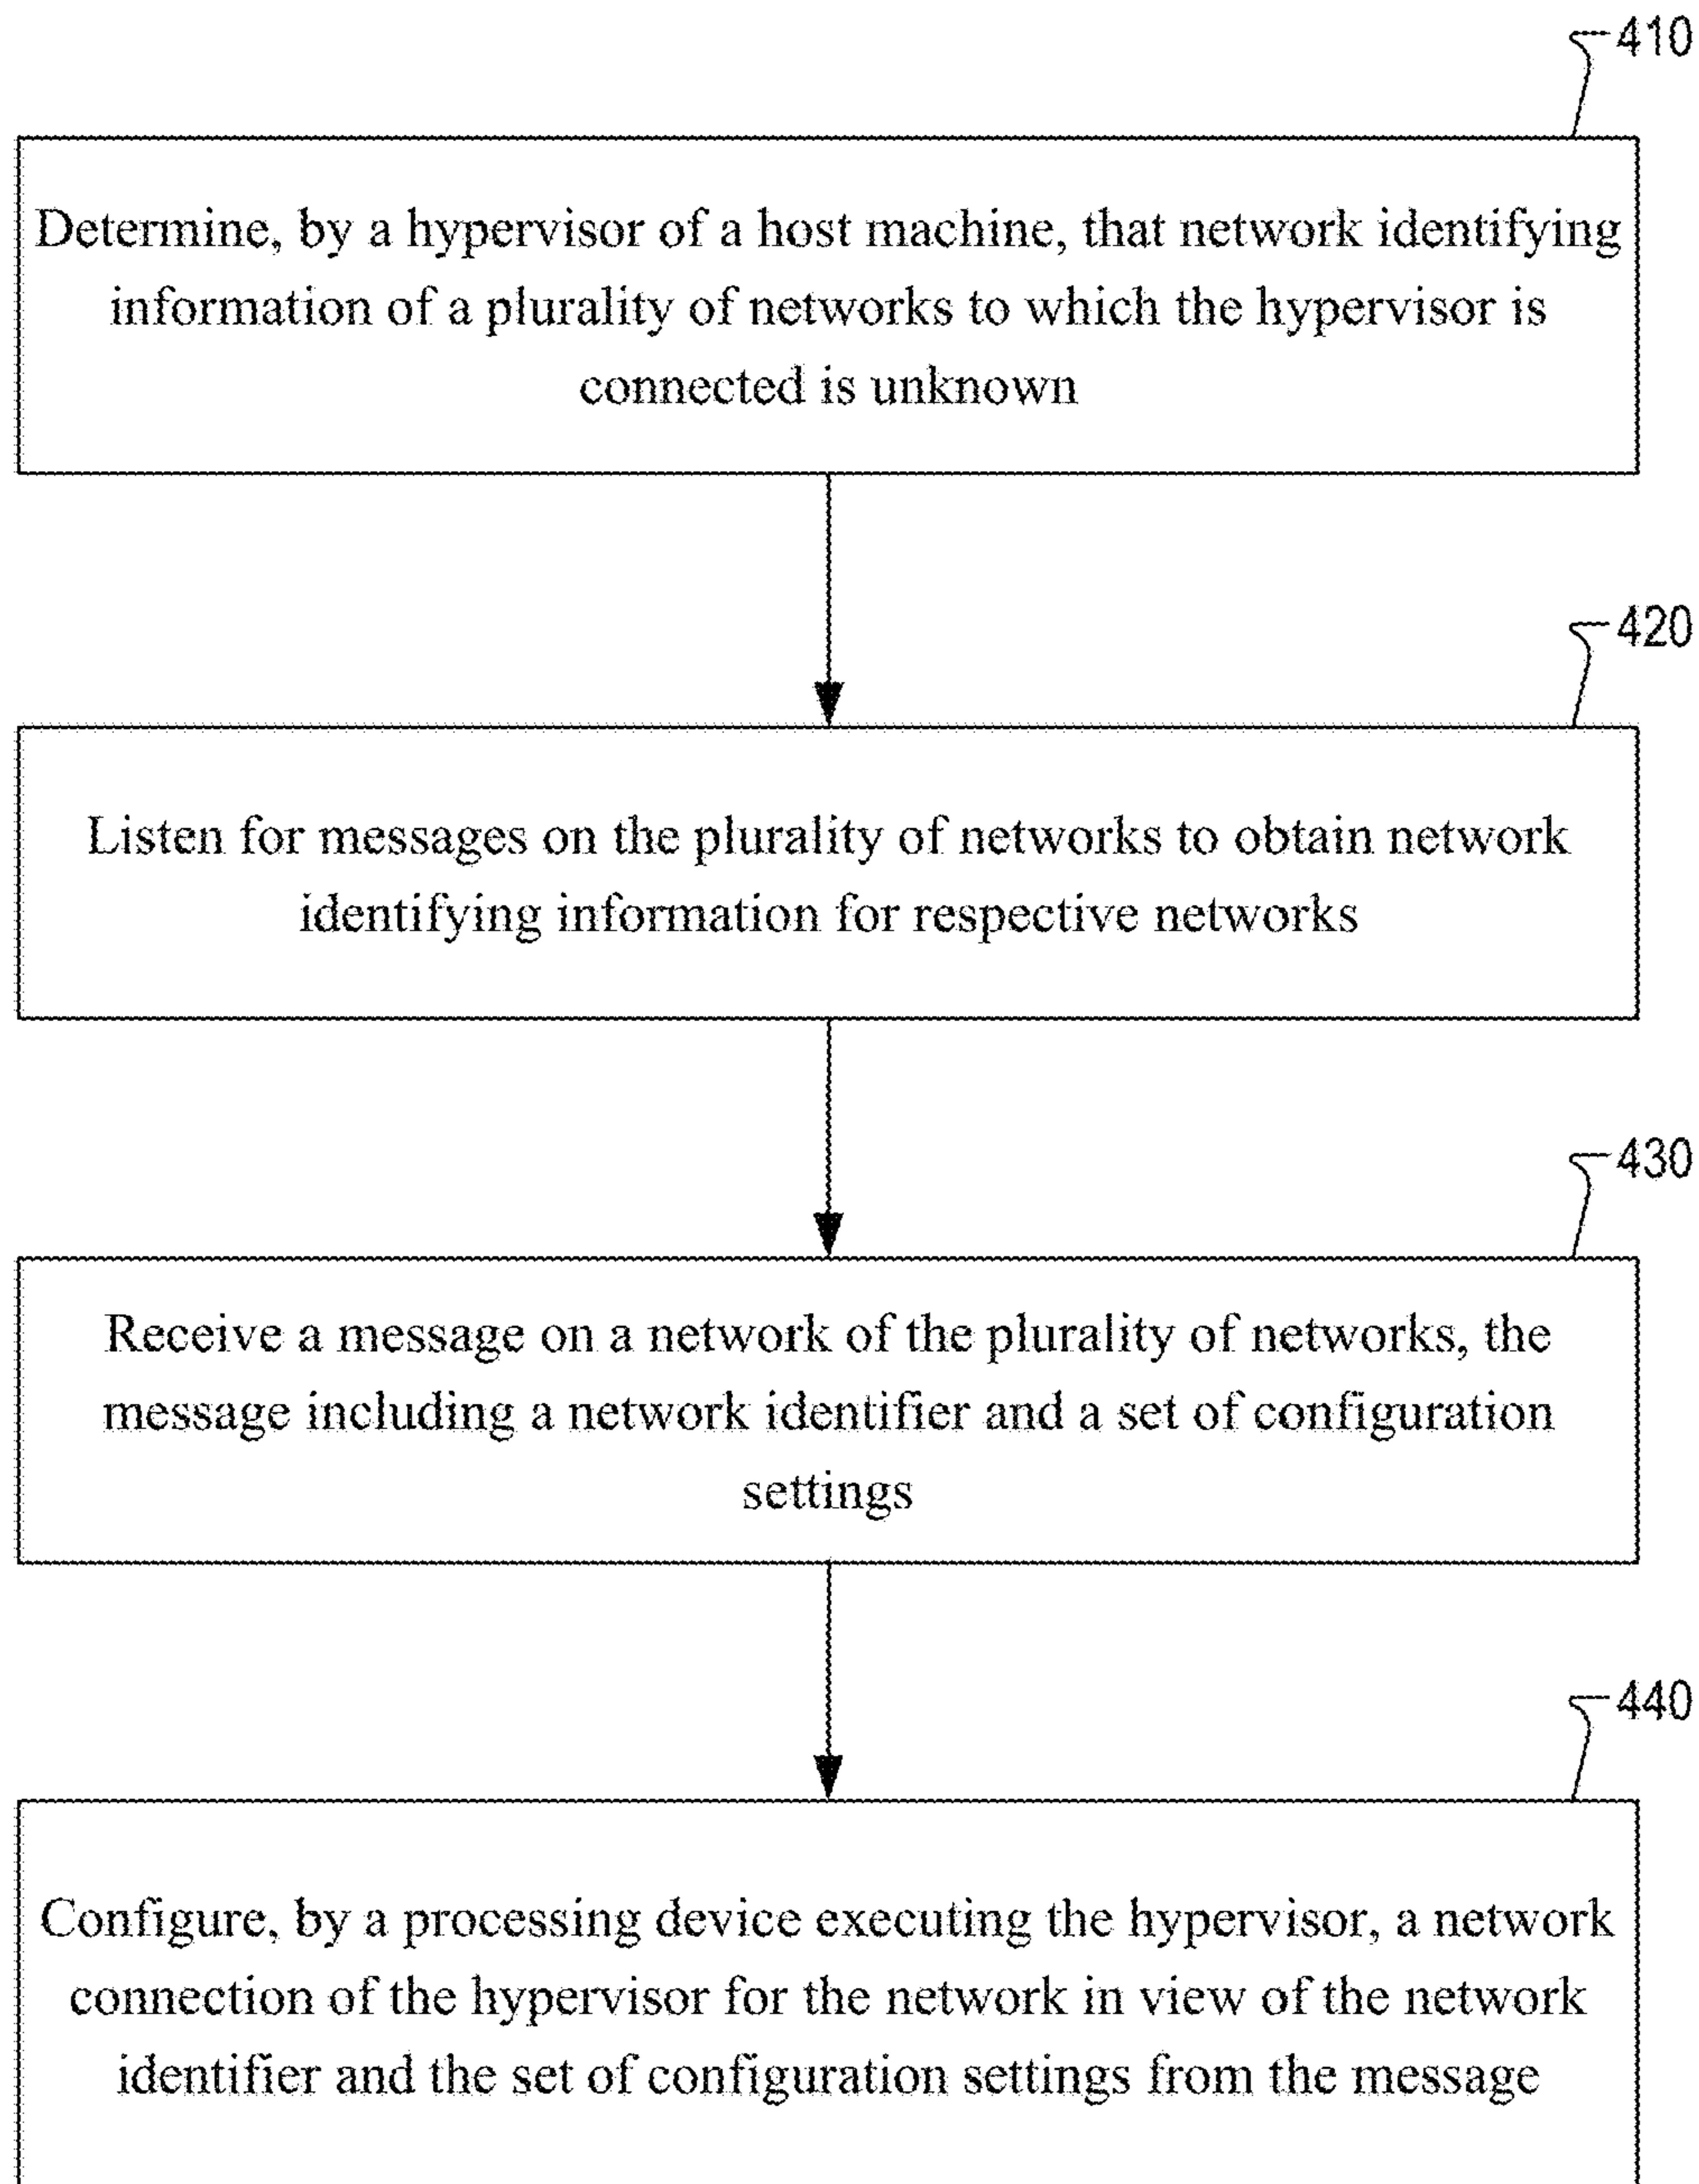 410
Determine, by a hypervisor of a host machine, that network identifying
information of a plurality of networks to which the hypervisor is
connected is unknown
420
Listen for messages on the plurality of networks to obtain network
identifying information for respective networks
430
Receive a message on a network of the plurality of networks, the
message including a network identifier and a set of configuration
settings
440
Configure, by a processing device executing the hypervisor, a network
connection of the hypervisor for the network in view of the network
identifier and the set of configuration settings from the message